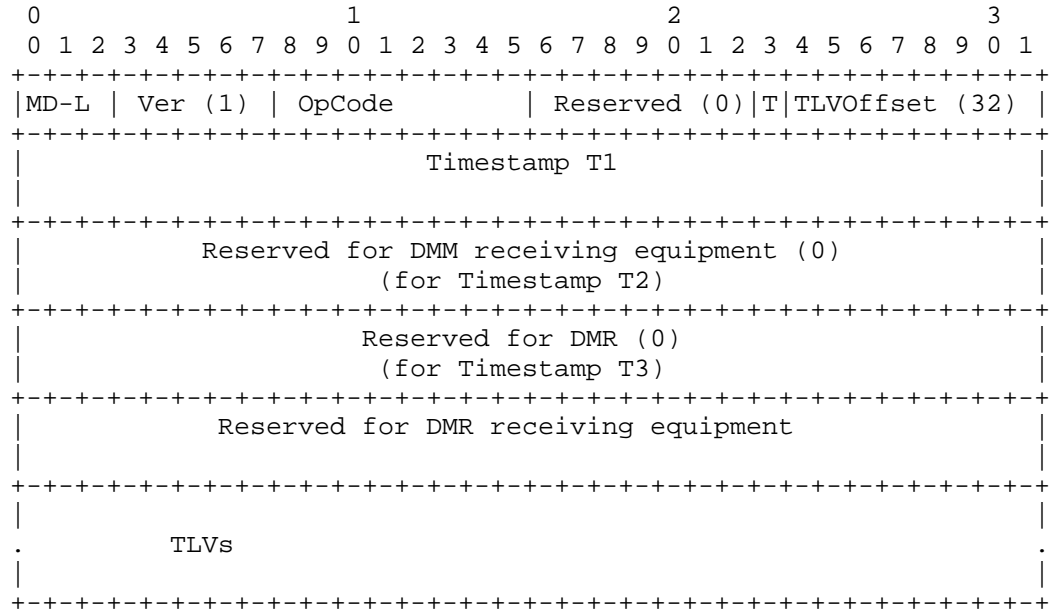 0                   1                   2                   3
 0 1 2 3 4 5 6 7 8 9 0 1 2 3 4 5 6 7 8 9 0 1 2 3 4 5 6 7 8 9 0 1
+-+-+-+-+-+-+-+-+-+-+-+-+-+-+-+-+-+-+-+-+-+-+-+-+-+-+-+-+-+-+-+-+
|MD-L | Ver (1) | OpCode        | Reserved (0)|T|TLVOffset (32) |
+-+-+-+-+-+-+-+-+-+-+-+-+-+-+-+-+-+-+-+-+-+-+-+-+-+-+-+-+-+-+-+-+
|                         Timestamp T1                          |
|                                                               |
+-+-+-+-+-+-+-+-+-+-+-+-+-+-+-+-+-+-+-+-+-+-+-+-+-+-+-+-+-+-+-+-+
|           Reserved for DMM receiving equipment (0)            |
|                      (for Timestamp T2)                       |
+-+-+-+-+-+-+-+-+-+-+-+-+-+-+-+-+-+-+-+-+-+-+-+-+-+-+-+-+-+-+-+-+
|                     Reserved for DMR (0)                      |
|                      (for Timestamp T3)                       |
+-+-+-+-+-+-+-+-+-+-+-+-+-+-+-+-+-+-+-+-+-+-+-+-+-+-+-+-+-+-+-+-+
|            Reserved for DMR receiving equipment               |
|                                                               |
+-+-+-+-+-+-+-+-+-+-+-+-+-+-+-+-+-+-+-+-+-+-+-+-+-+-+-+-+-+-+-+-+
|                                                               |
.         TLVs                                                  .
|                                                               |
+-+-+-+-+-+-+-+-+-+-+-+-+-+-+-+-+-+-+-+-+-+-+-+-+-+-+-+-+-+-+-+-+